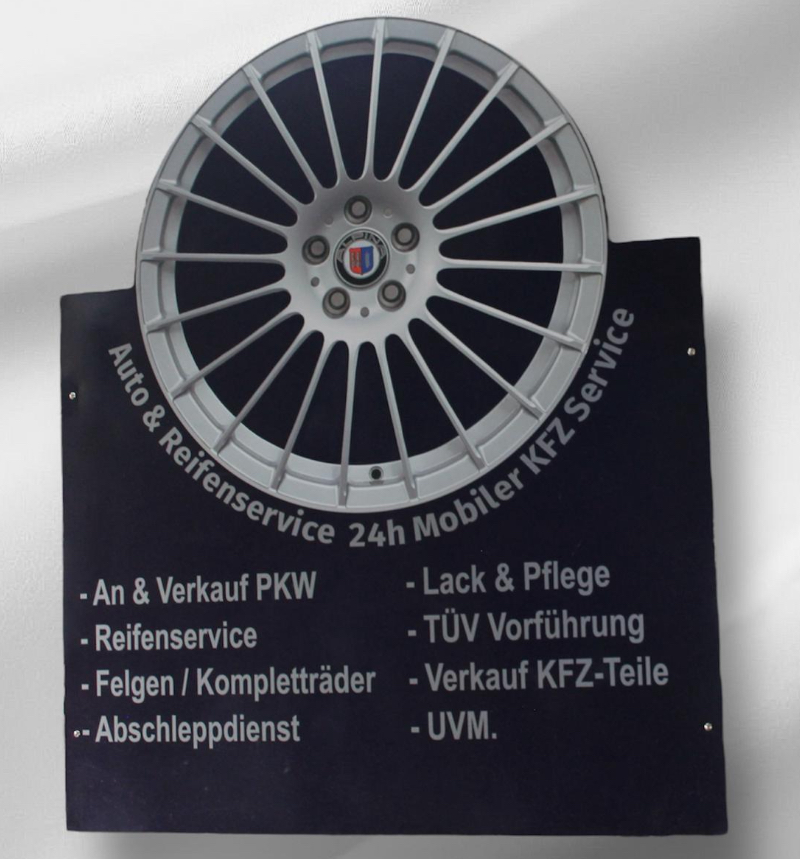 ALPINA
Auto & Reifenservice 24h Mobiler KFZ Service
- An & Verkauf PKW
- Reifenservice
- Felgen / Kompletträder
- Abschleppdienst
- Lack & Pflege
- TÜV Vorführung
- Verkauf KFZ-Teile
- UVM.